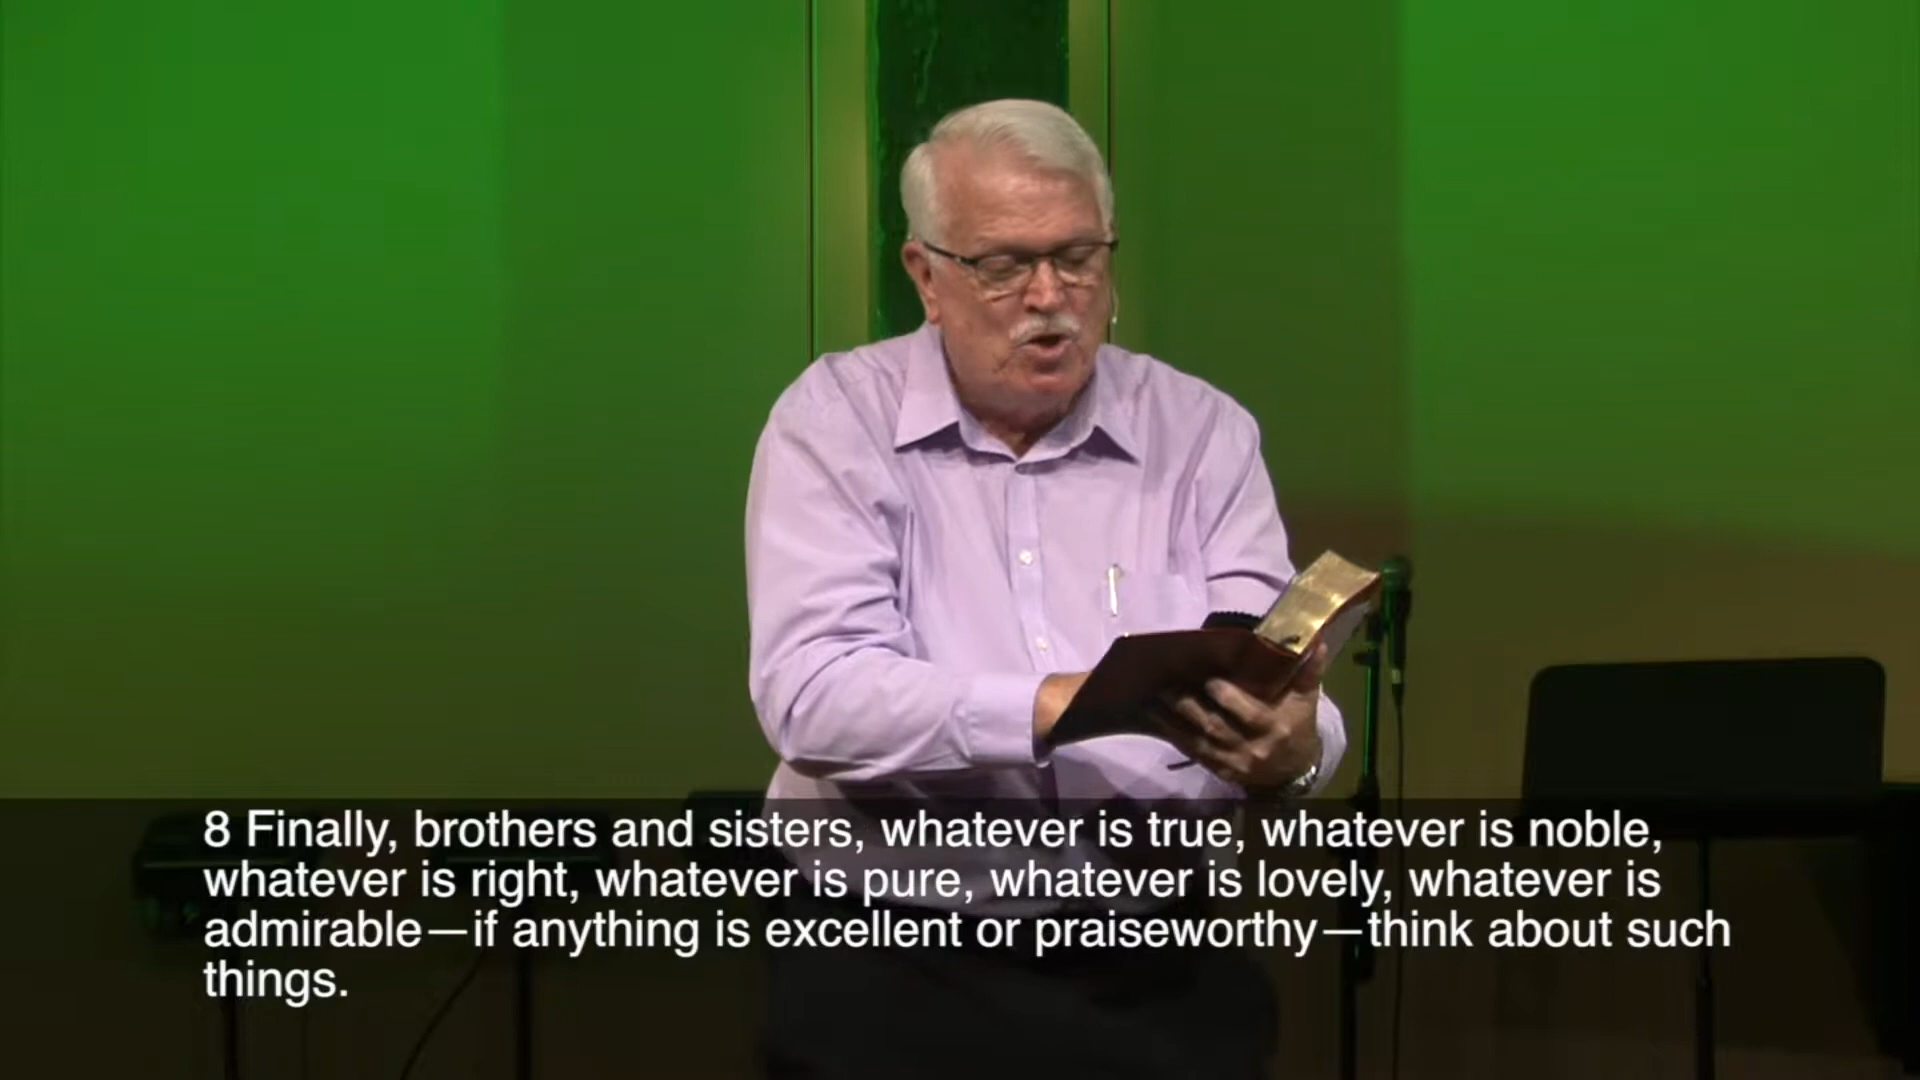 8 Finally, brothers and sisters, whatever is true, whatever is noble,
whatever is right, whatever is pure, whatever is lovely, whatever is
admirable—if anything is excellent or praiseworthy—think about such
things.